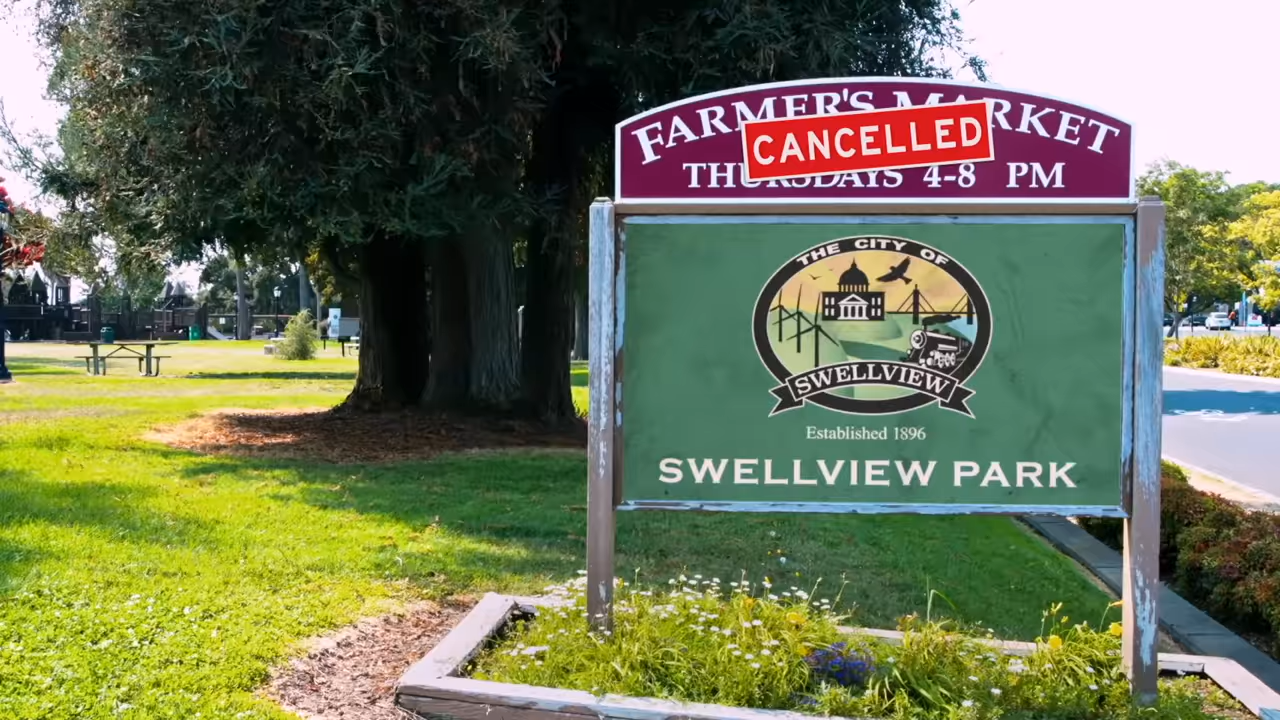 FARMER'S MARKET
CANCELLED
THURSDAYS 4-8 PM
THE CITY OF
SWELLVIEW
Established 1896
SWELLVIEW PARK